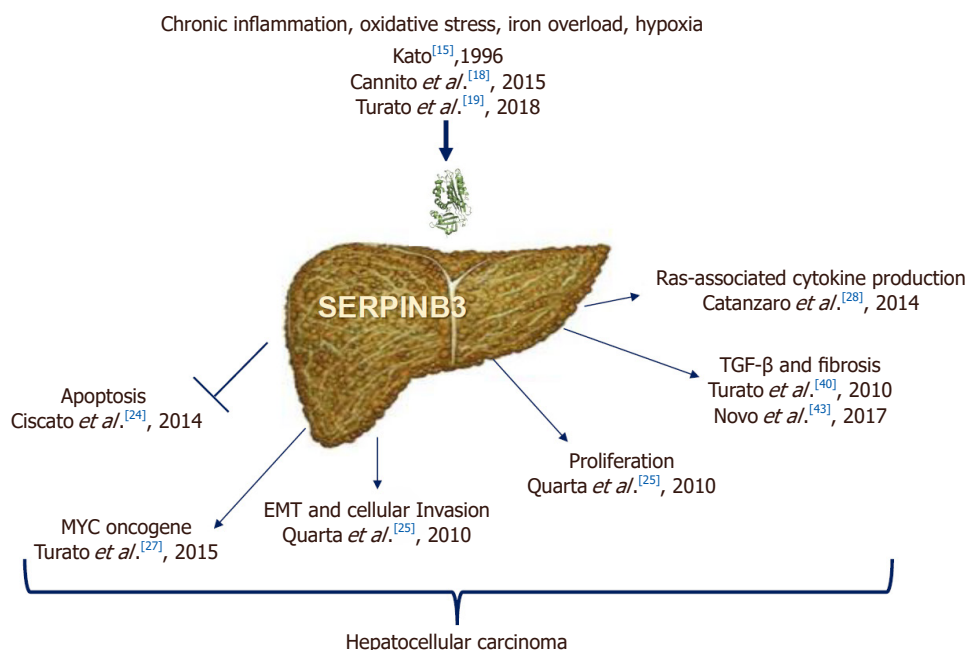 Chronic inflammation, oxidative stress, iron overload, hypoxia
Kato[15],1996
Cannito et al.[18], 2015
Turato et al.[19], 2018
SERPINB3
Ras-associated cytokine production
Catanzaro et al.[28], 2014
TGF-β and fibrosis
Turato et al.[40], 2010
Novo et al.[43], 2017
Apoptosis
Ciscato et al.[24], 2014
Proliferation
Quarta et al.[25], 2010
EMT and cellular Invasion
Quarta et al.[25], 2010
MYC oncogene
Turato et al.[27], 2015
Hepatocellular carcinoma